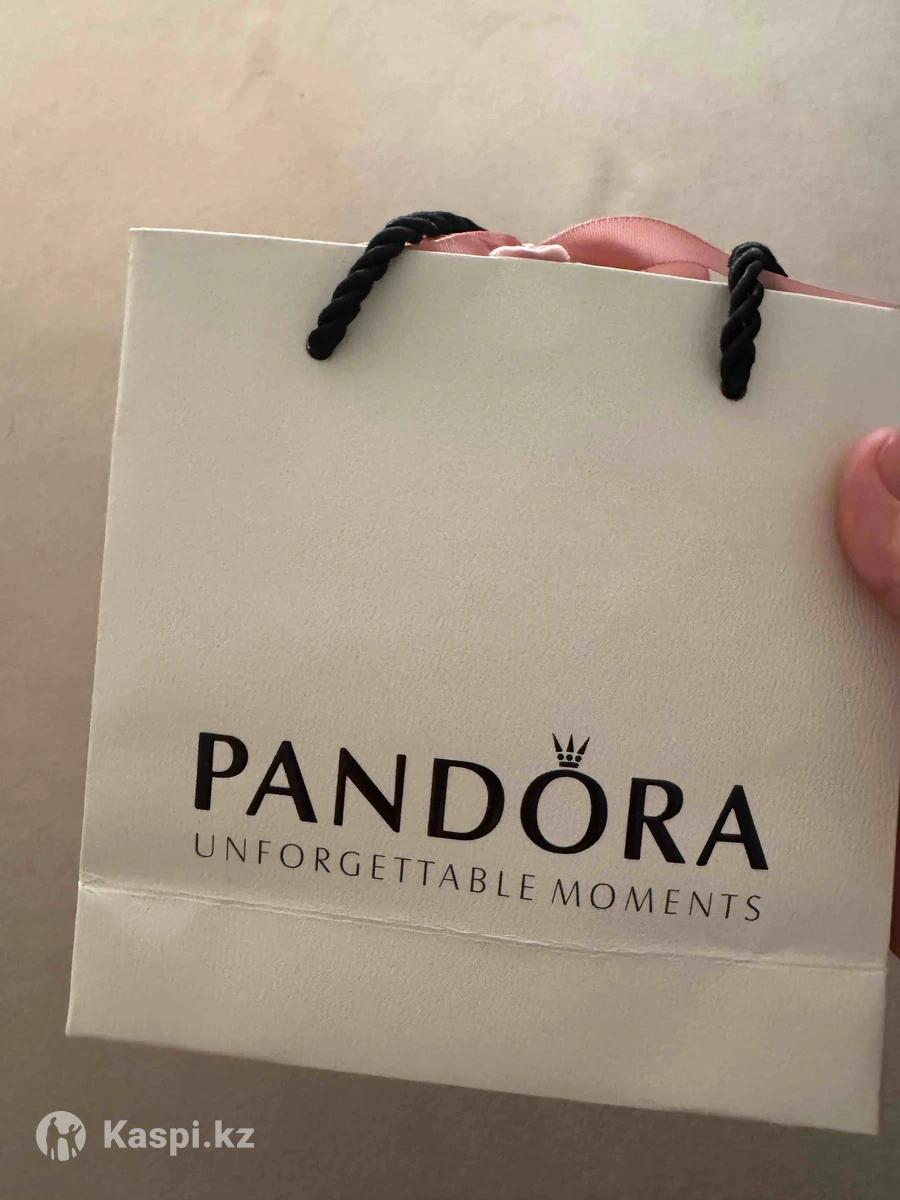 PANDORA
UNFORGETTABLE MOMENTS
Kaspi.kz